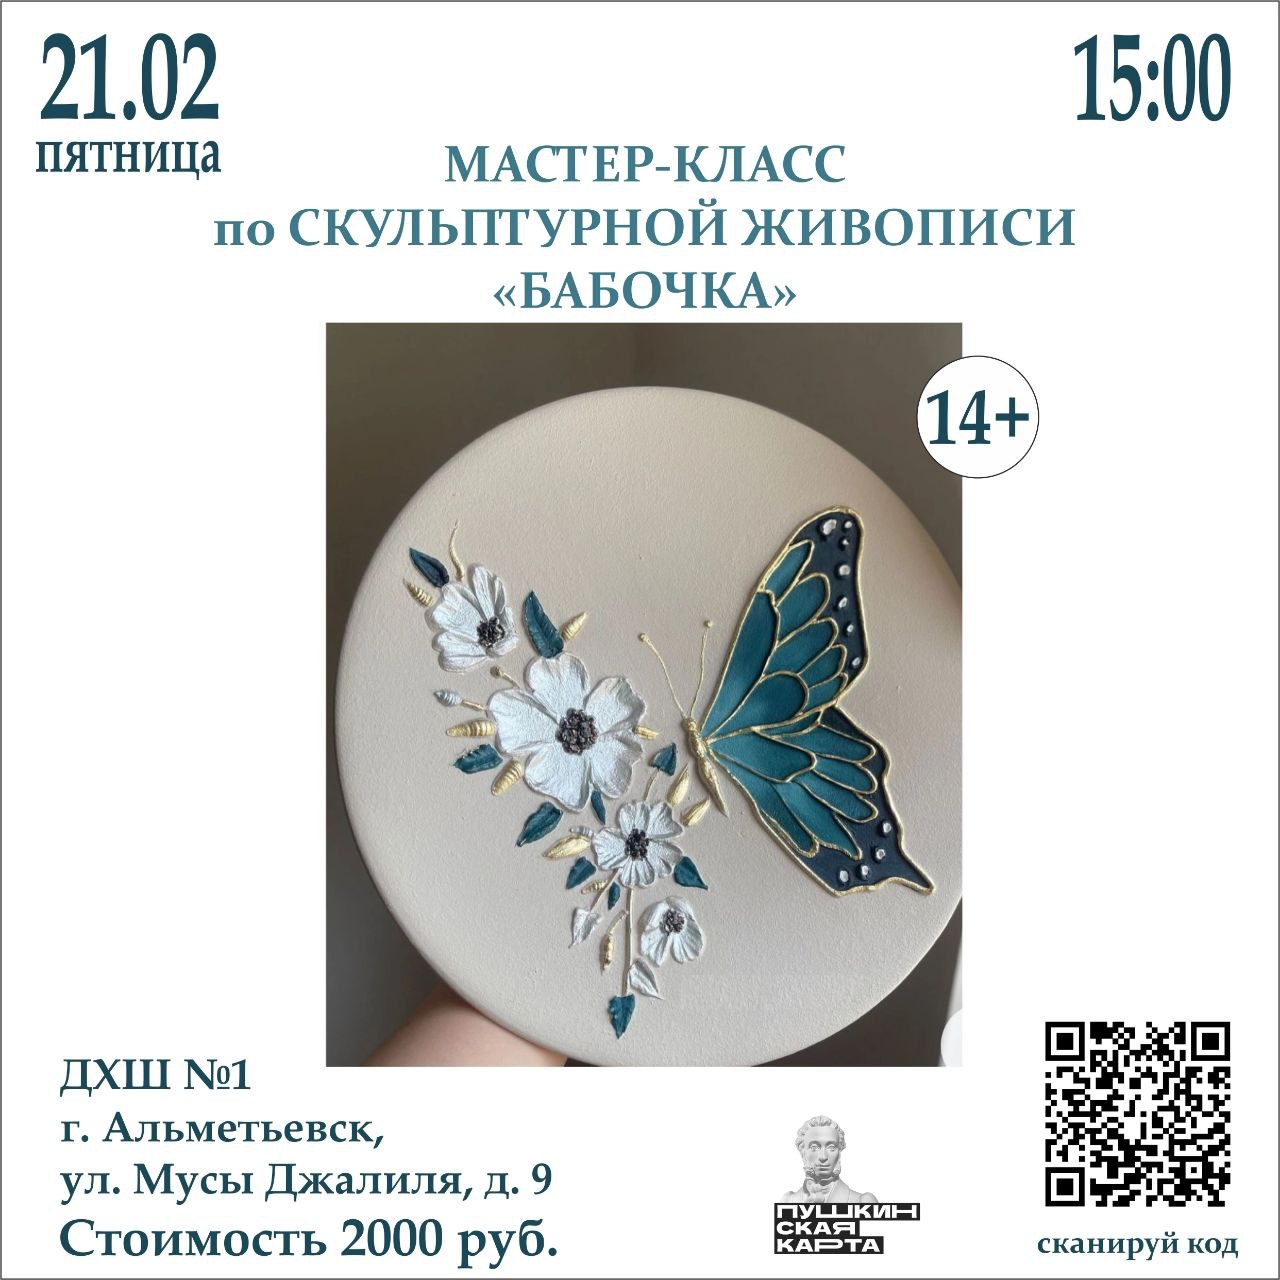 21.02
пятница
15:00
МАСТЕР-КЛАСС
по СКУЛЬПТУРНОЙ ЖИВОПИСИ
«БАБОЧКА»
14+
ДХШ №1
г. Альметьевск,
ул. Мусы Джалиля, д. 9
Стоимость 2000 руб.
ПУШКИН
СКАЯ
КАРТА
сканируй код